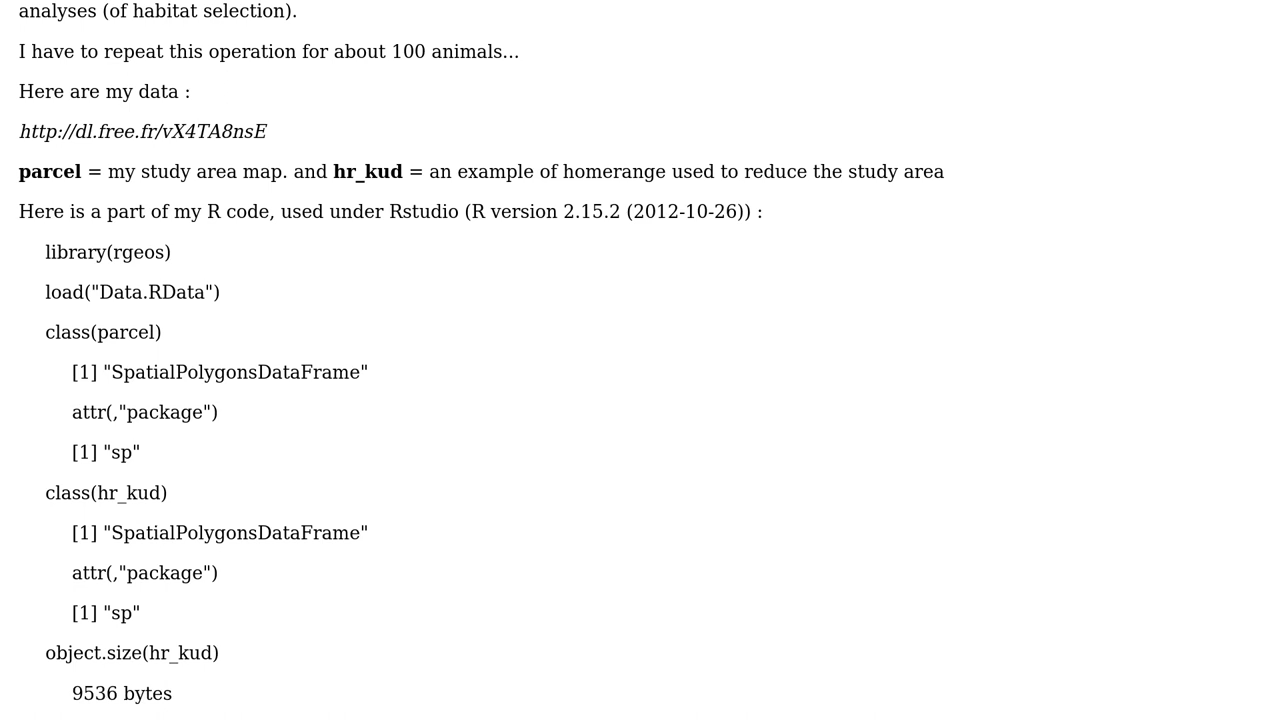 analyses (of habitat selection).
I have to repeat this operation for about 100 animals...
Here are my data :
http://dl.free.fr/vX4TA8nsE
parcel = my study area map. and hr_kud = an example of homerange used to reduce the study area
Here is a part of my R code, used under Rstudio (R version 2.15.2 (2012-10-26)) :
library(rgeos)
load("Data.RData")
class(parcel)
[1] "SpatialPolygonsDataFrame"
attr(,"package")
[1] "sp"
class(hr_kud)
[1] "SpatialPolygonsDataFrame"
attr(,"package")
[1] "sp"
object.size(hr_kud)
9536 bytes